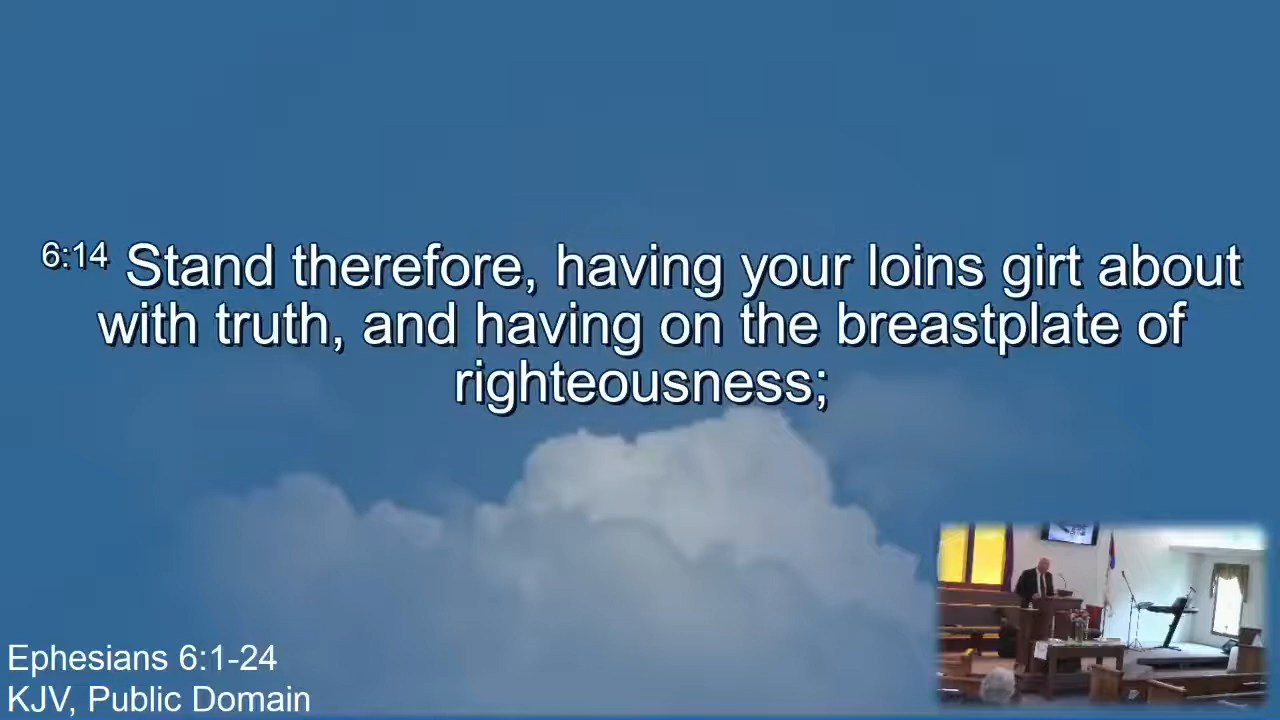 6:14 Stand therefore, having your loins girt about
with truth, and having on the breastplate of
righteousness;
Ephesians 6:1-24
KJV, Public Domain